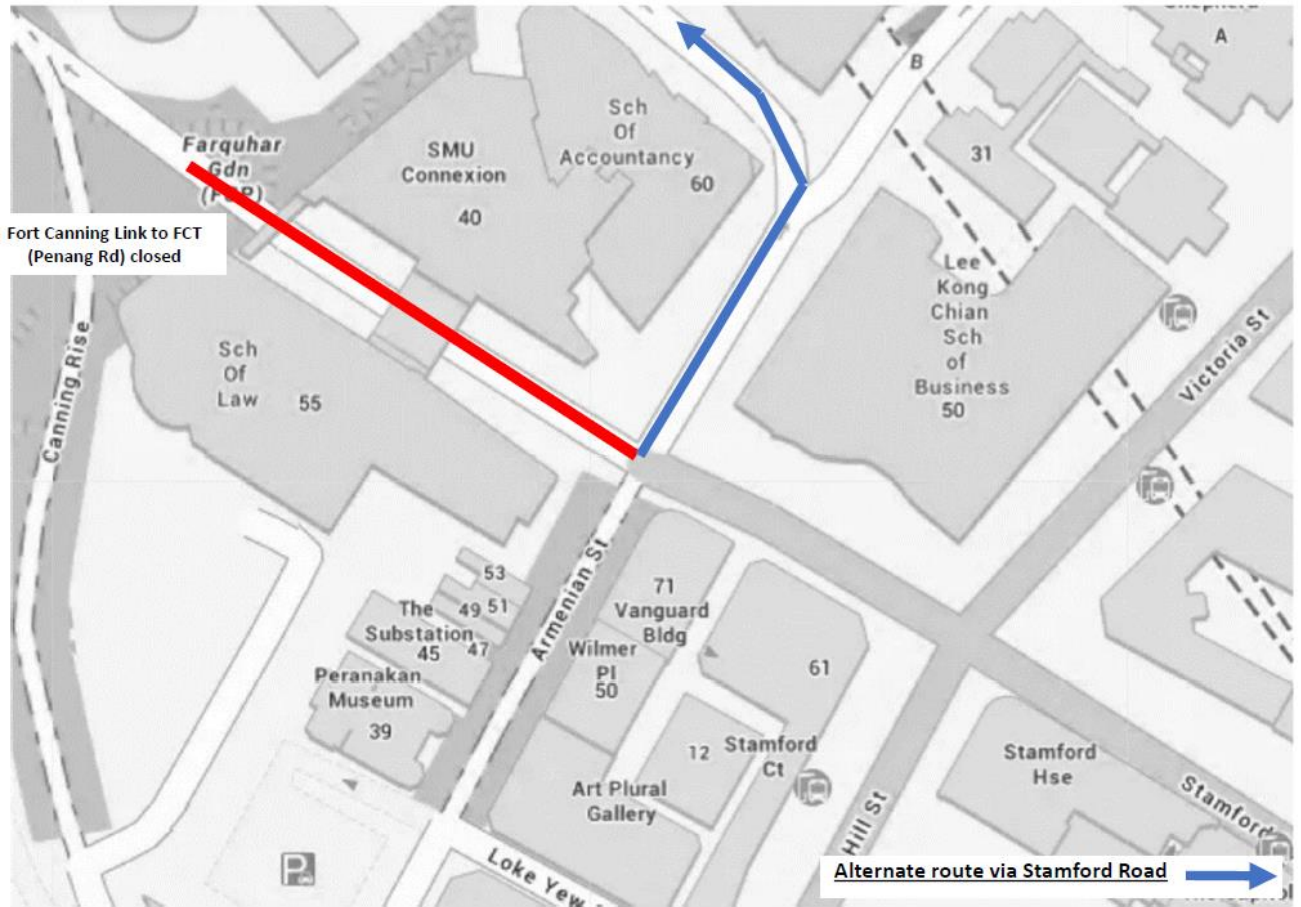 Shepherd
A
B
Farquhar
Gdn
Sch
Of
Accountancy
60
SMU
Connexion
40
31
Fort Canning Link to FCT
(Penang Rd) closed
Lee
Kong
Chian
Sch
of
Business
50
Victoria St
Canning Rise
Sch
Of
Law
55
53
49 51
The
Substation
45 47
Armenian St
71
Vanguard
Bldg
Wilmer
Pl
50
61
Peranakan
Museum
39
12
Stamford
Ct
Stamford
Hse
Art Plural
Gallery
Hill St
Stamford
Loke Yew
Alternate route via Stamford Road
P